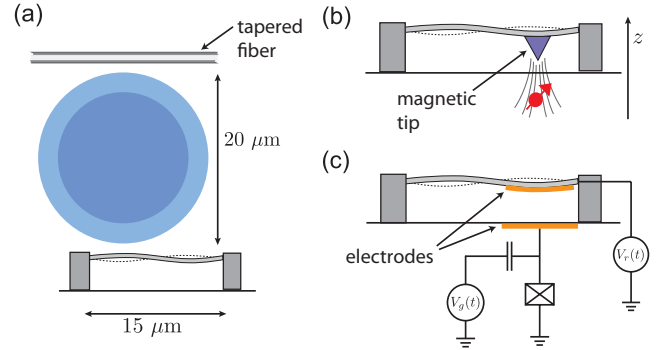 (a)
tapered
fiber
20 μm
15 μm
(b)
z
magnetic
tip
(c)
electrodes
V_r(t)
V_g(t)